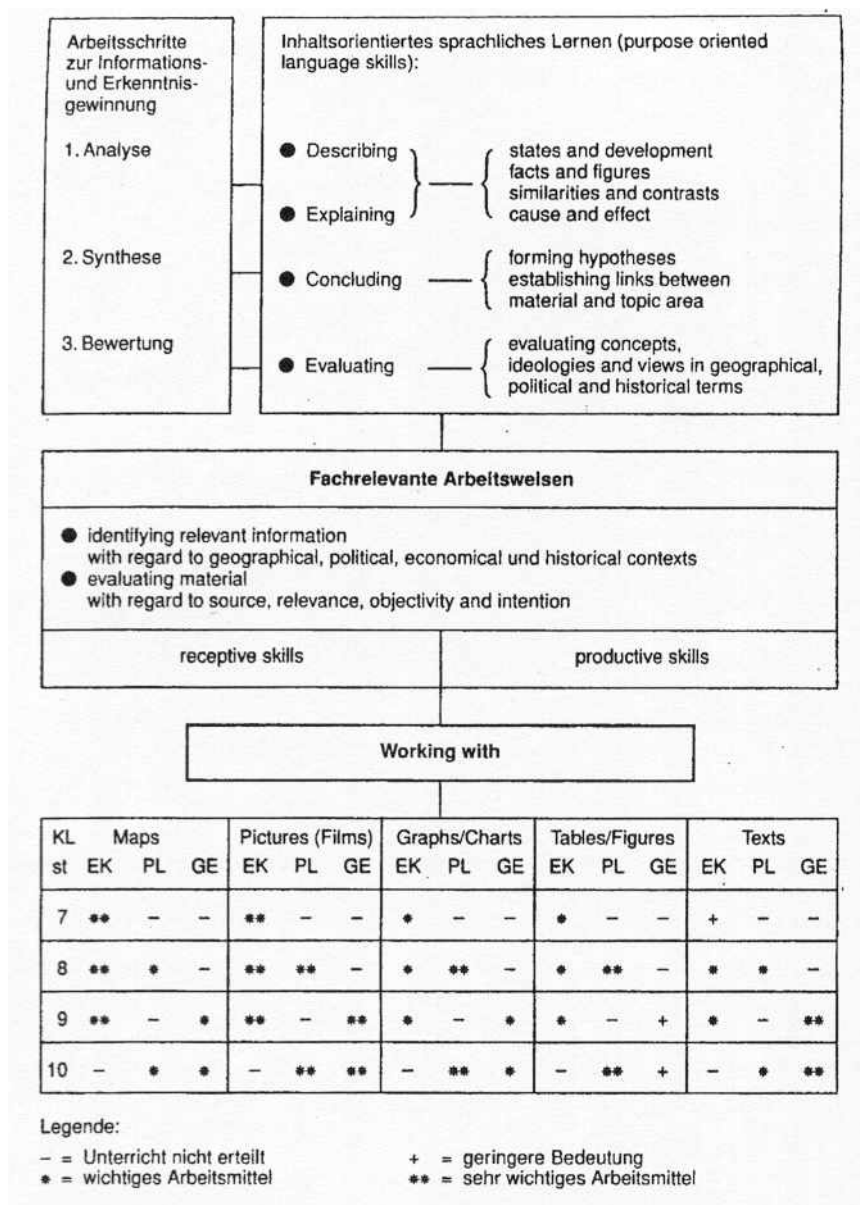 Arbeitsschritte
zur Informations-
und Erkenntnis-
gewinnung
1. Analyse
2. Synthese
3. Bewertung
Inhaltsorientiertes sprachliches Lernen (purpose oriented
language skills):
● Describing
● Explaining
states and development
facts and figures
similarities and contrasts
cause and effect
● Concluding
forming hypotheses
establishing links between
material and topic area
● Evaluating
evaluating concepts,
ideologies and views in geographical,
political and historical terms
Fachrelevante Arbeitsweisen
● identifying relevant information
with regard to geographical, political, economical und historical contexts
● evaluating material
with regard to source, relevance, objectivity and intention
receptive skills productive skills
Working with
KL Maps Pictures (Films) Graphs/Charts Tables/Figures Texts
st EK PL GE EK PL GE EK PL GE EK PL GE EK PL GE
7 ** – – ** – – * – – * – – + – –
8 ** * – ** ** – * ** – * ** – * * –
9 ** – * ** – ** * – * * – + * – **
10 – * * – ** ** – ** * – ** + – * **
Legende:
– = Unterricht nicht erteilt + = geringere Bedeutung
* = wichtiges Arbeitsmittel ** = sehr wichtiges Arbeitsmittel